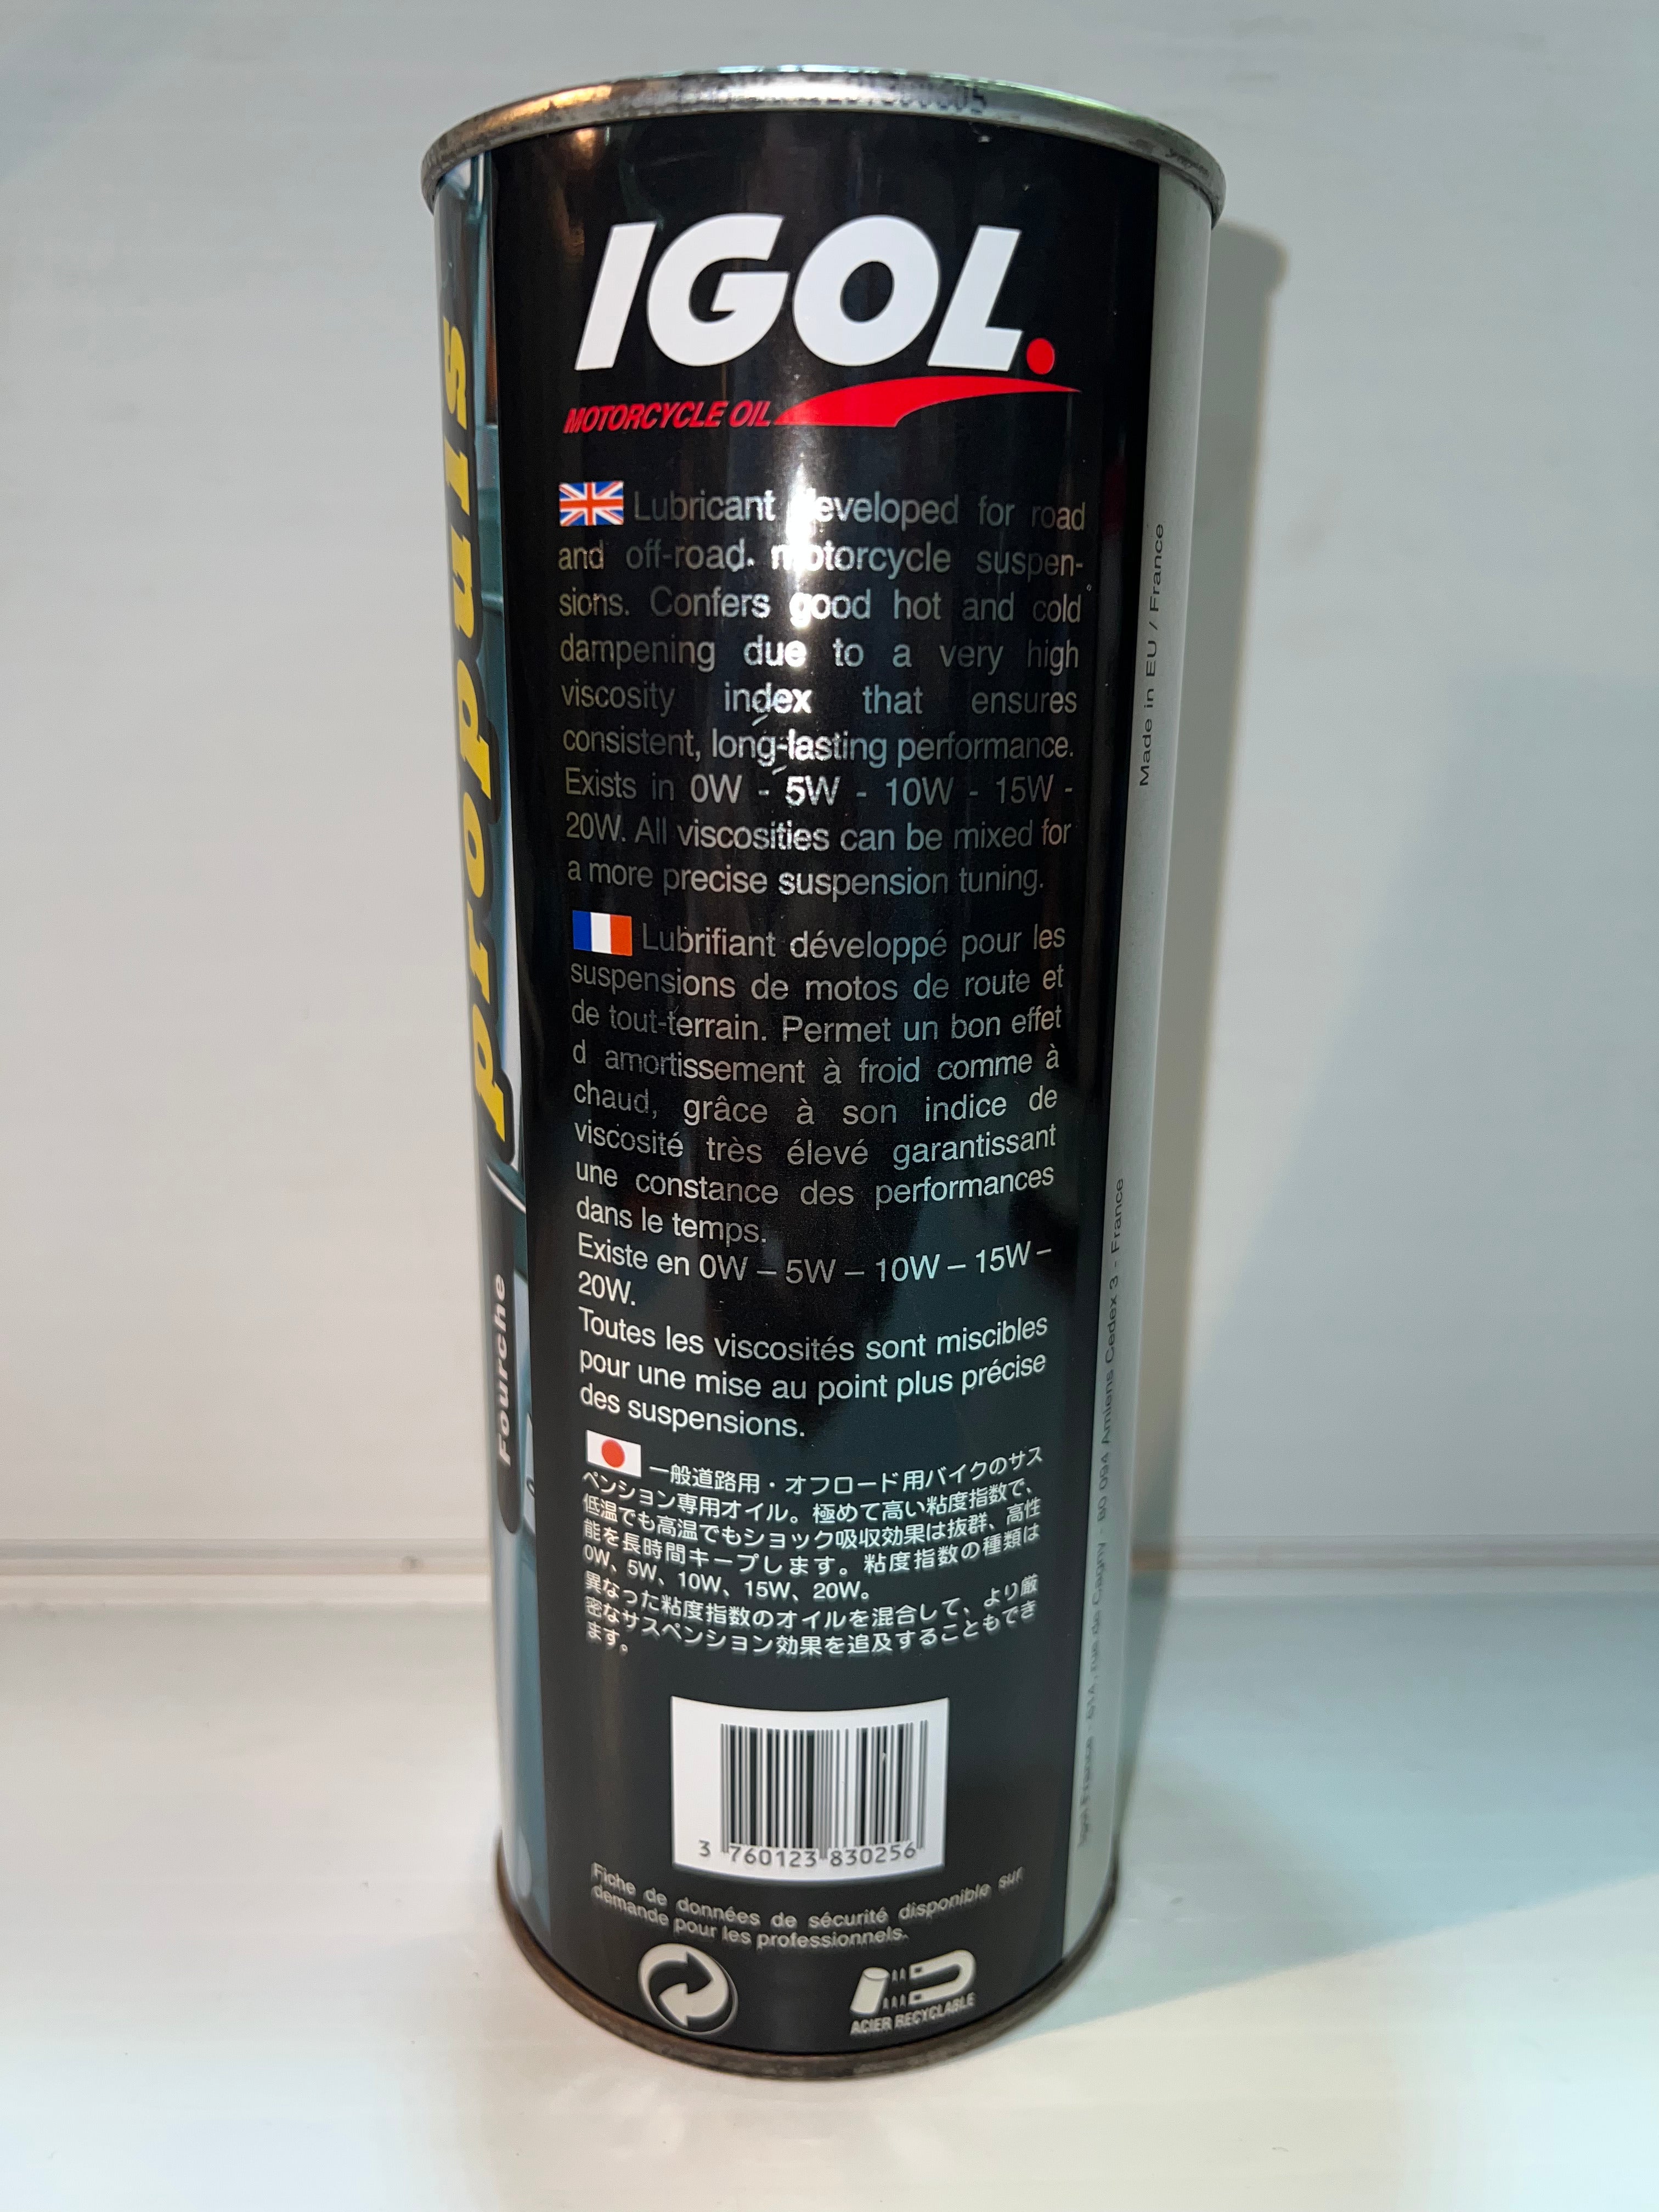 IGOL.
MOTORCYCLE OIL
Lubricant developed for road
and off-road motorcycle suspen-
sions. Confers good hot and cold
dampening due to a very high
viscosity index that ensures
consistent, long-lasting performance.
Exists in 0W - 5W - 10W - 15W -
20W. All viscosities can be mixed for
a more precise suspension tuning.
Lubrifiant développé pour les
suspensions de motos de route et
de tout-terrain. Permet un bon effet
d amortissement à froid comme à
chaud, grâce à son indice de
viscosité très élevé garantissant
une constance des performances
dans le temps.
Existe en 0W – 5W – 10W – 15W –
20W.
Toutes les viscosités sont miscibles
pour une mise au point plus précise
des suspensions.
一般道路用・オフロード用バイクのサス
ペンション専用オイル。極めて高い粘度指数で、
低温でも高温でもショック吸収効果は抜群、高性
能を長時間キープします。粘度指数の種類は
0W、5W、10W、15W、20W。
異なった粘度指数のオイルを混合して、より厳
密なサスペンション効果を追及することもでき
ます。
3 760123 830256
Fiche de données de sécurité disponible sur
demande pour les professionnels.
ACIER RECYCLABLE
propuls
Fourche
Made in EU / France
Igol France - 614, rue de Cagny - 80 094 Amiens Cedex 3 - France